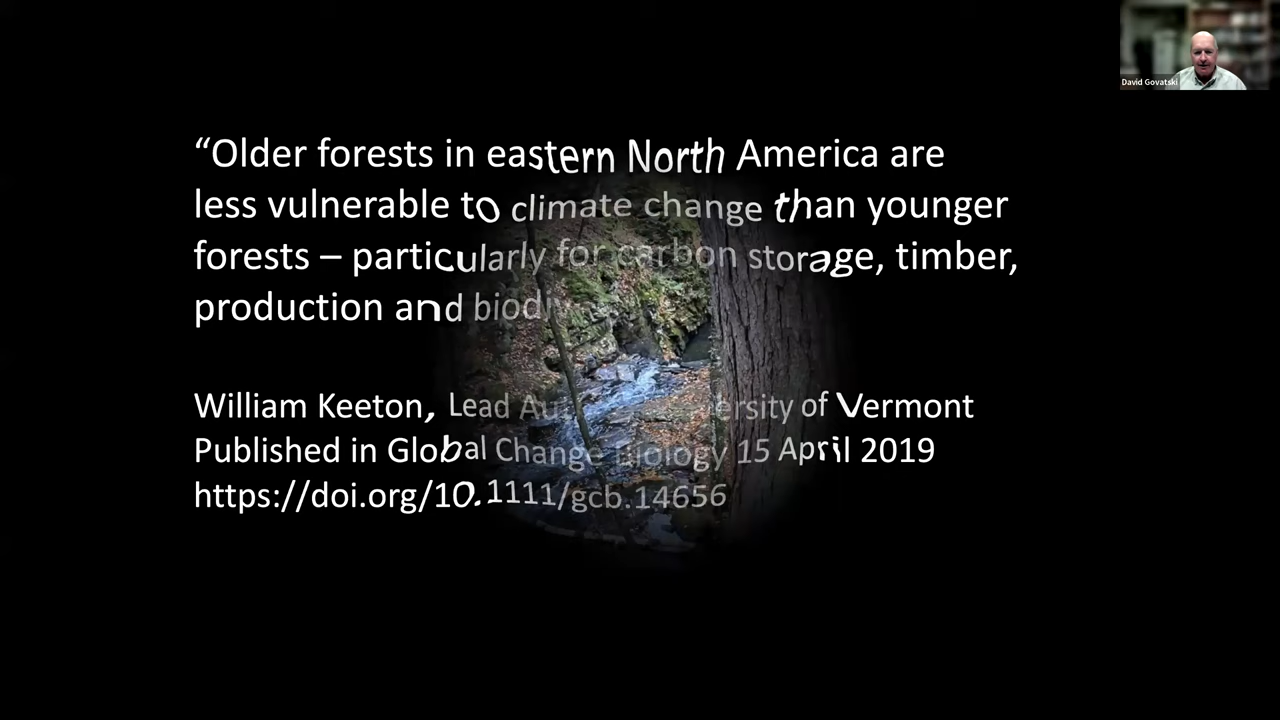 David Govatski
“Older forests in eastern North America are
less vulnerable to climate change than younger
forests – particularly for carbon storage, timber,
production and
William Keeton, Lead of Vermont
Published in Global Change Biology 15 April 2019
https://doi.org/10.1111/gcb.14656